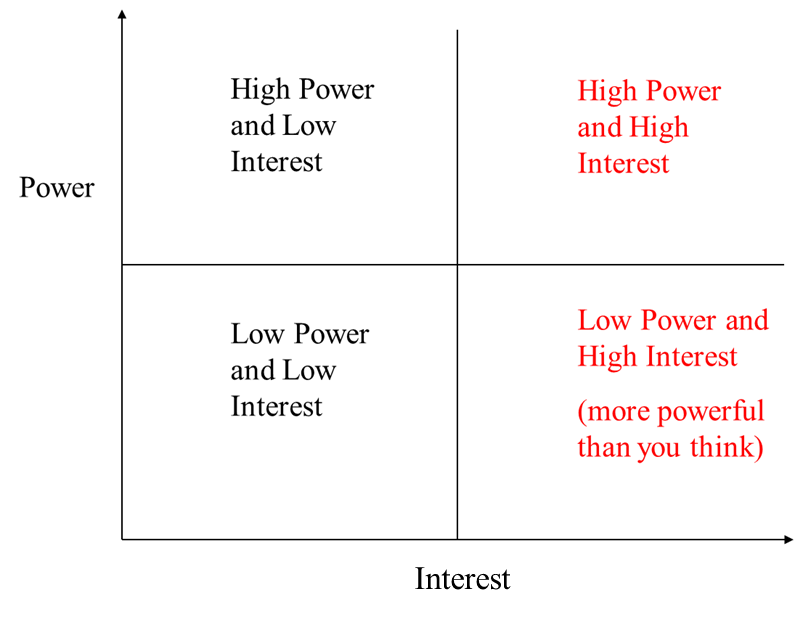 High Power
and Low
Interest
High Power
and High
Interest
Power
Low Power
and Low
Interest
Low Power and
High Interest
(more powerful
than you think)
Interest